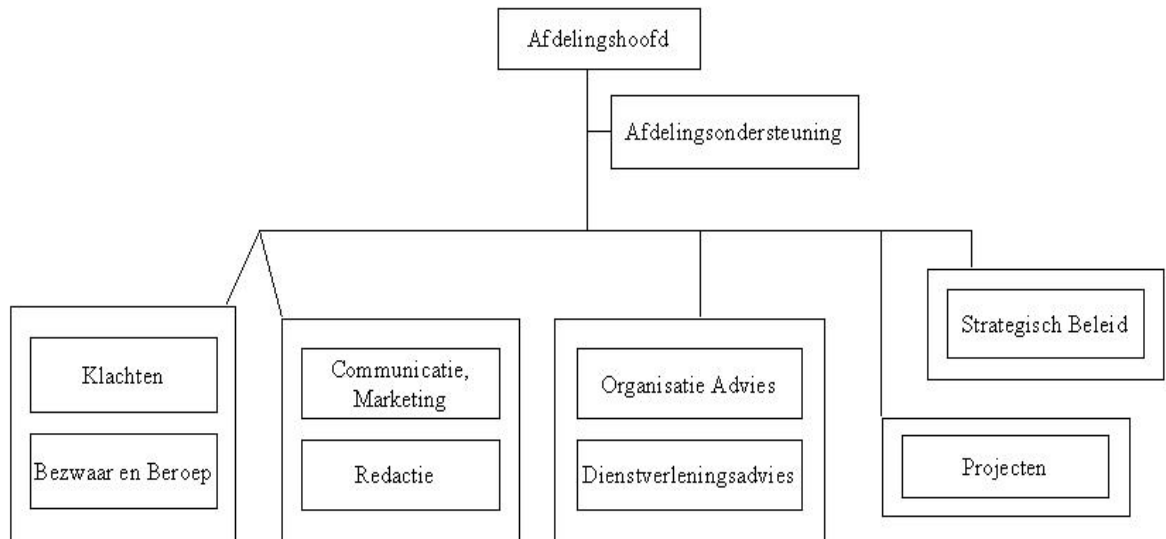 Afdelingshoofd
Afdelingsondersteuning
Klachten
Bezwaar en Beroep
Communicatie,
Marketing
Redactie
Organisatie Advies
Dienstverleningsadvies
Strategisch Beleid
Projecten